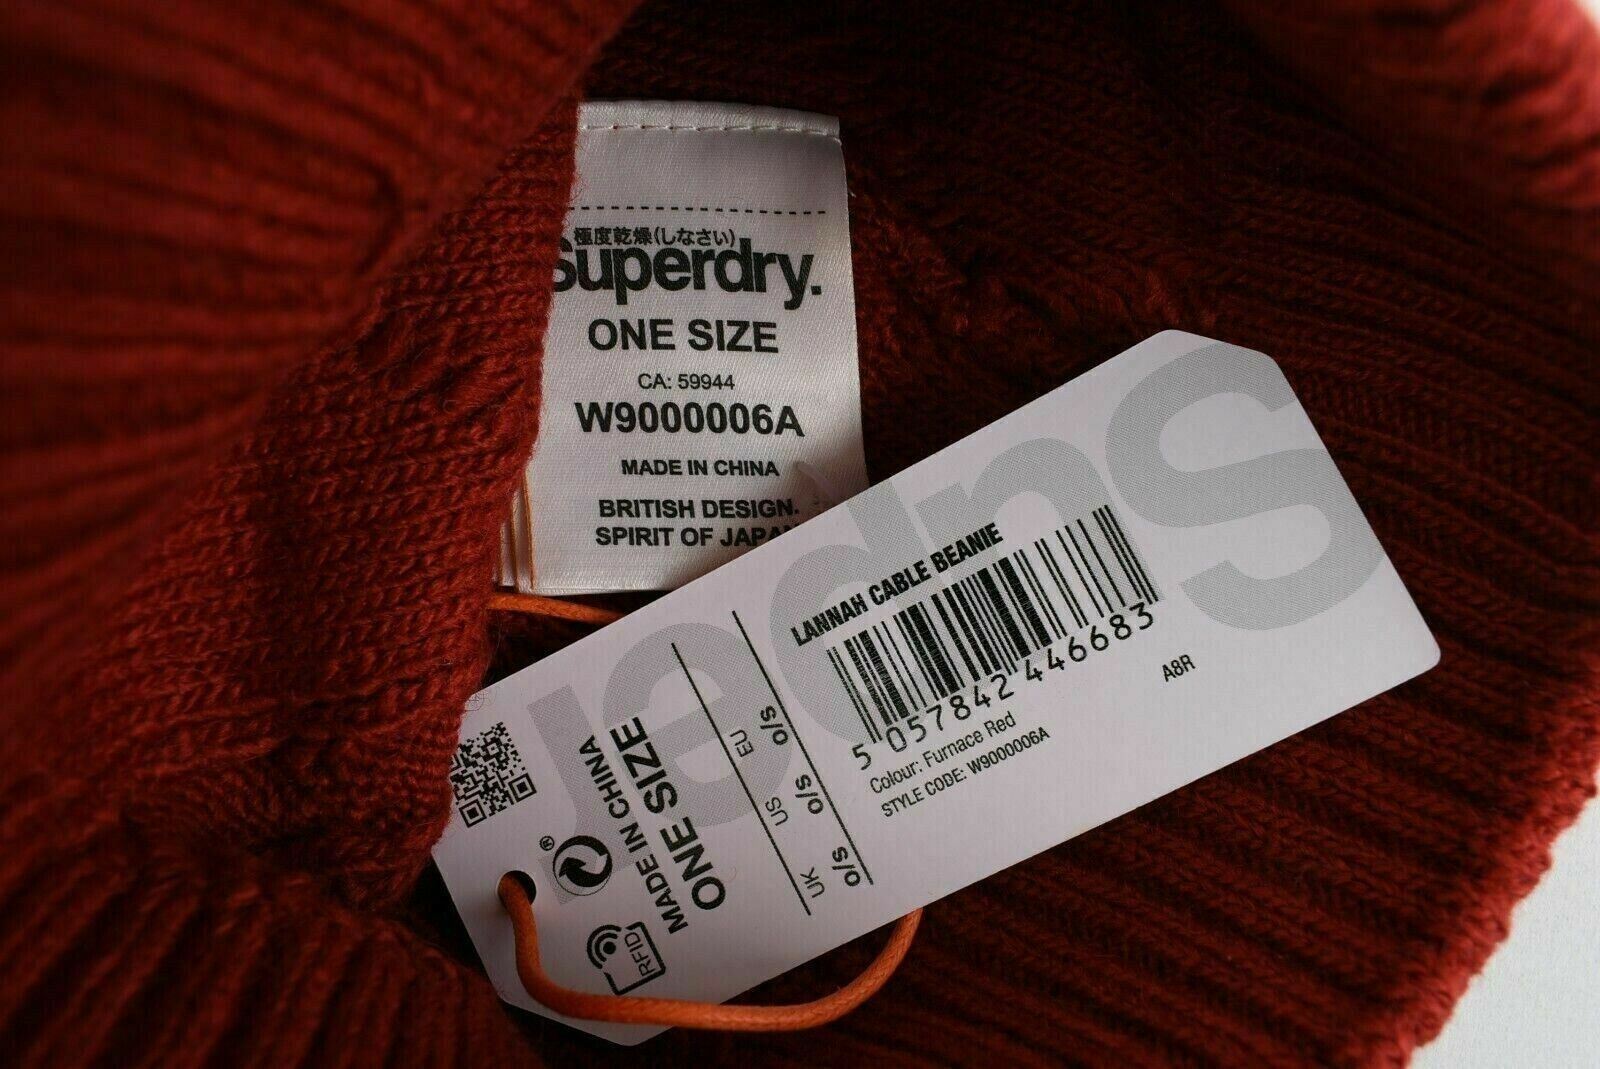 極度乾燥(しなさい)
Superdry.
ONE SIZE
CA: 59944
W9000006A
MADE IN CHINA
BRITISH DESIGN.
SPIRIT OF JAPAN
Super
LANNAH CABLE BEANIE
5 057842 446683
Colour: Furnace Red
A8R
STYLE CODE: W9000006A
UK US EU
o/s o/s o/s
ONE SIZE
MADE IN CHINA
®
RFID